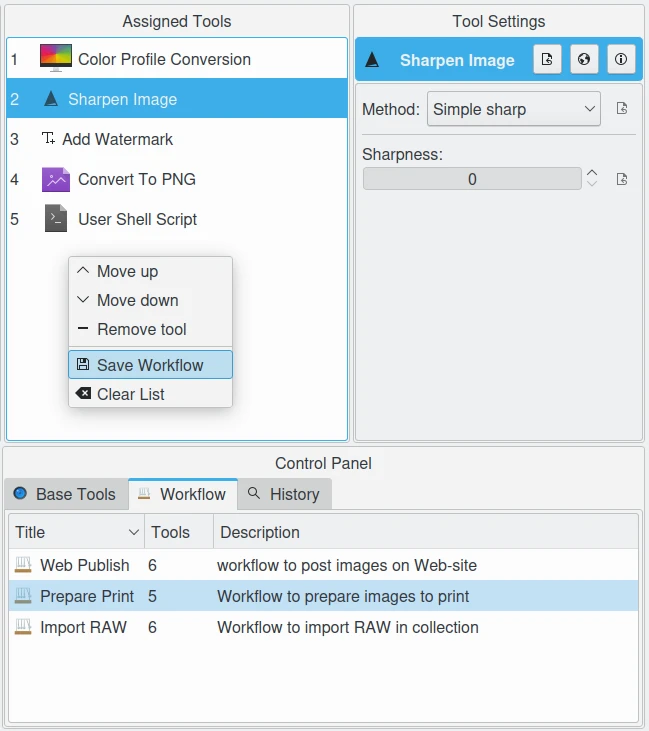 Assigned Tools
1 Color Profile Conversion
2 Sharpen Image
3 Add Watermark
4 Convert To PNG
5 User Shell Script
Move up
Move down
Remove tool
Save Workflow
Clear List
Tool Settings
Sharpen Image
Method: Simple sharp
Sharpness:
0
Control Panel
Base Tools Workflow History
Title Tools Description
Web Publish 6 workflow to post images on Web-site
Prepare Print 5 Workflow to prepare images to print
Import RAW 6 Workflow to import RAW in collection